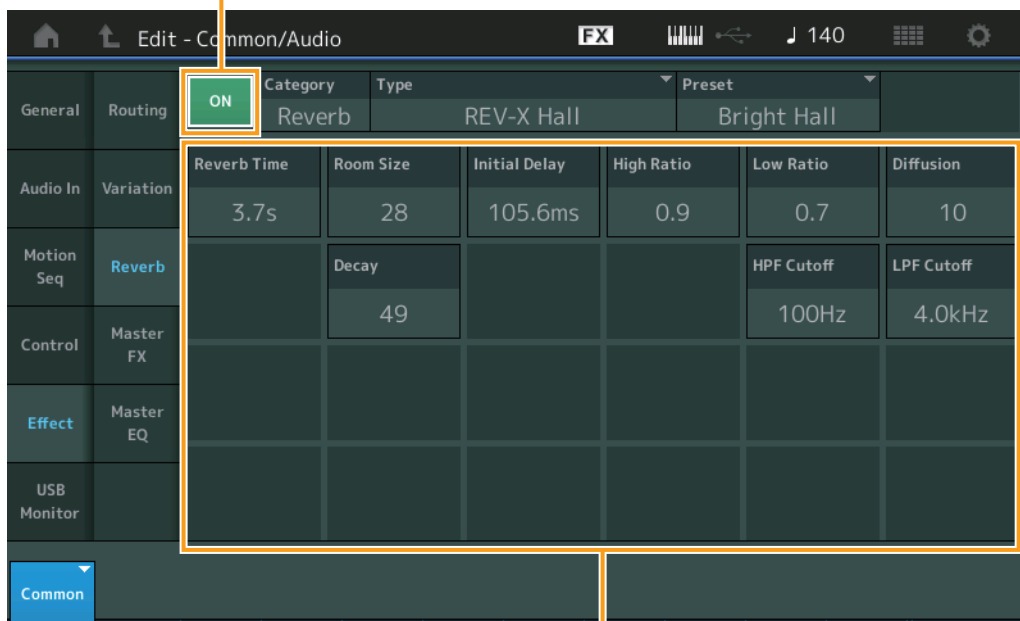 Edit - Common/Audio
FX
♩ 140
General
Audio In
Motion
Seq
Control
Effect
USB
Monitor
Routing
Variation
Reverb
Master
FX
Master
EQ
ON
Category
Reverb
Type
REV-X Hall
Preset
Bright Hall
Reverb Time
3.7s
Room Size
28
Initial Delay
105.6ms
High Ratio
0.9
Low Ratio
0.7
Diffusion
10
Decay
49
HPF Cutoff
100Hz
LPF Cutoff
4.0kHz
Common